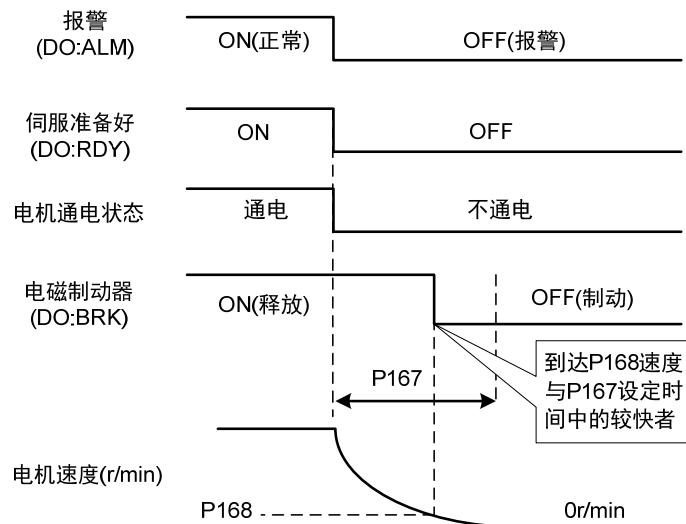 报警
(DO:ALM)
ON(正常)
OFF(报警)
伺服准备好
(DO:RDY)
ON
OFF
电机通电状态
通电
不通电
电磁制动器
(DO:BRK)
ON(释放)
OFF(制动)
到达P168速度
与P167设定时
间中的较快者
P167
电机速度(r/min)
P168
0r/min